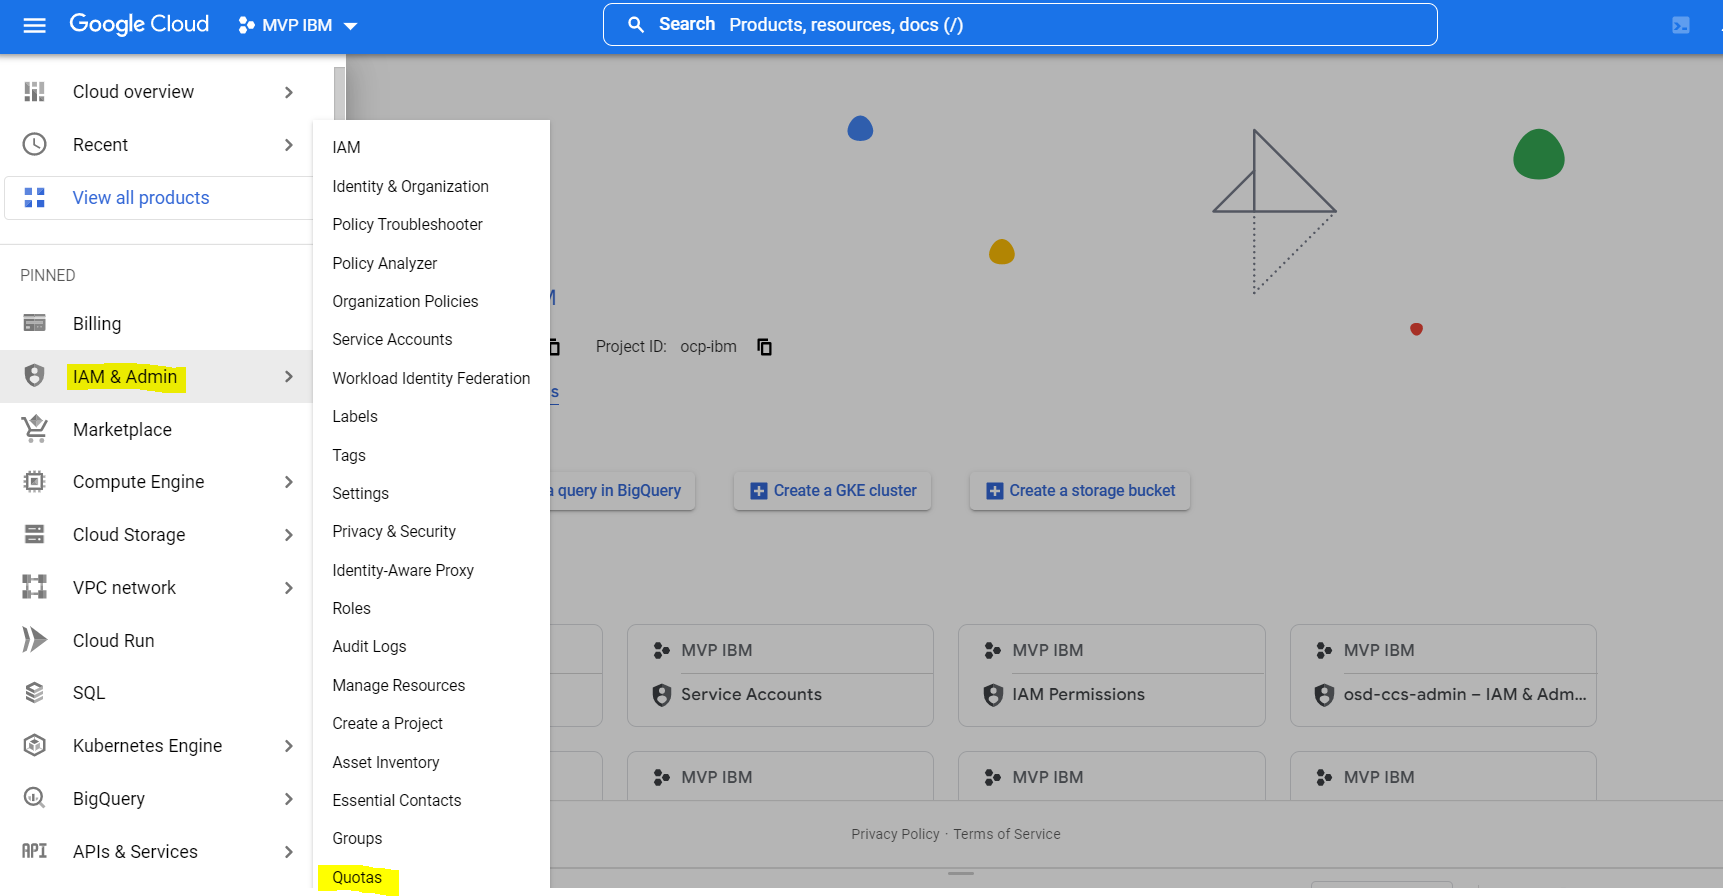 Google Cloud
MVP IBM
Search Products, resources, docs (/)
Cloud overview
Recent
View all products
PINNED
Billing
IAM & Admin
Marketplace
Compute Engine
Cloud Storage
VPC network
Cloud Run
SQL
Kubernetes Engine
BigQuery
API APIs & Services
IAM
Identity & Organization
Policy Troubleshooter
Policy Analyzer
Organization Policies
Service Accounts
Workload Identity Federation
Labels
Tags
Settings
Privacy & Security
Identity-Aware Proxy
Roles
Audit Logs
Manage Resources
Create a Project
Asset Inventory
Essential Contacts
Groups
Quotas
Project ID: ocp-ibm
a query in BigQuery
Create a GKE cluster
Create a storage bucket
MVP IBM
Service Accounts
MVP IBM
IAM Permissions
MVP IBM
osd-ccs-admin – IAM & Adm...
MVP IBM
MVP IBM
MVP IBM
Privacy Policy · Terms of Service